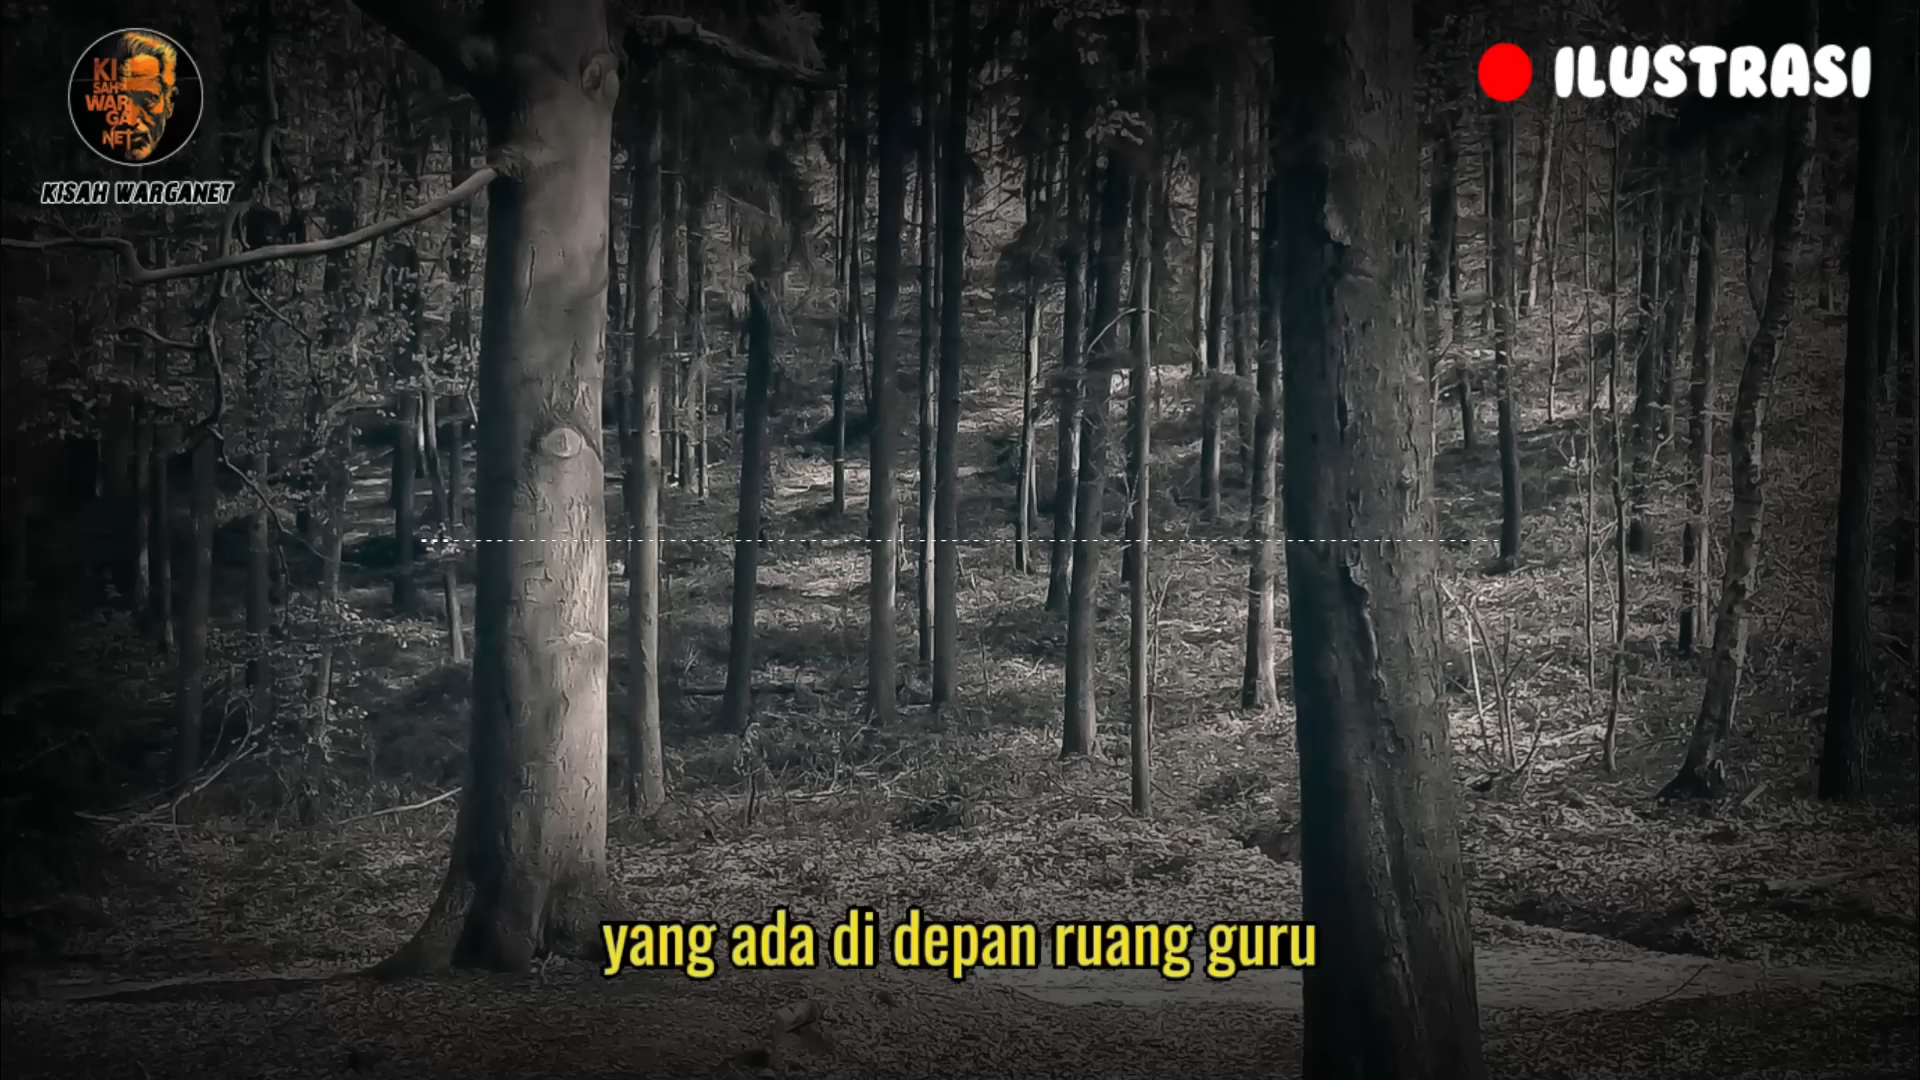 KI
SAH
WAR
GA
NET
KISAH WARGANET
ILUSTRASI
yang ada di depan ruang guru